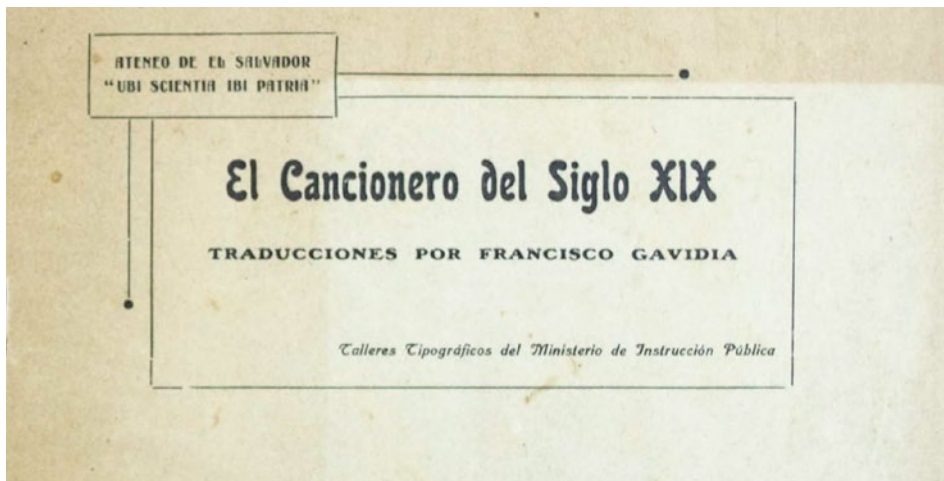 ATENEO DE EL SALVADOR
"UBI SCIENTIA IBI PATRIA"
El Cancionero del Siglo XIX
TRADUCCIONES POR FRANCISCO GAVIDIA
Talleres Tipográficos del Ministerio de Instrucción Pública